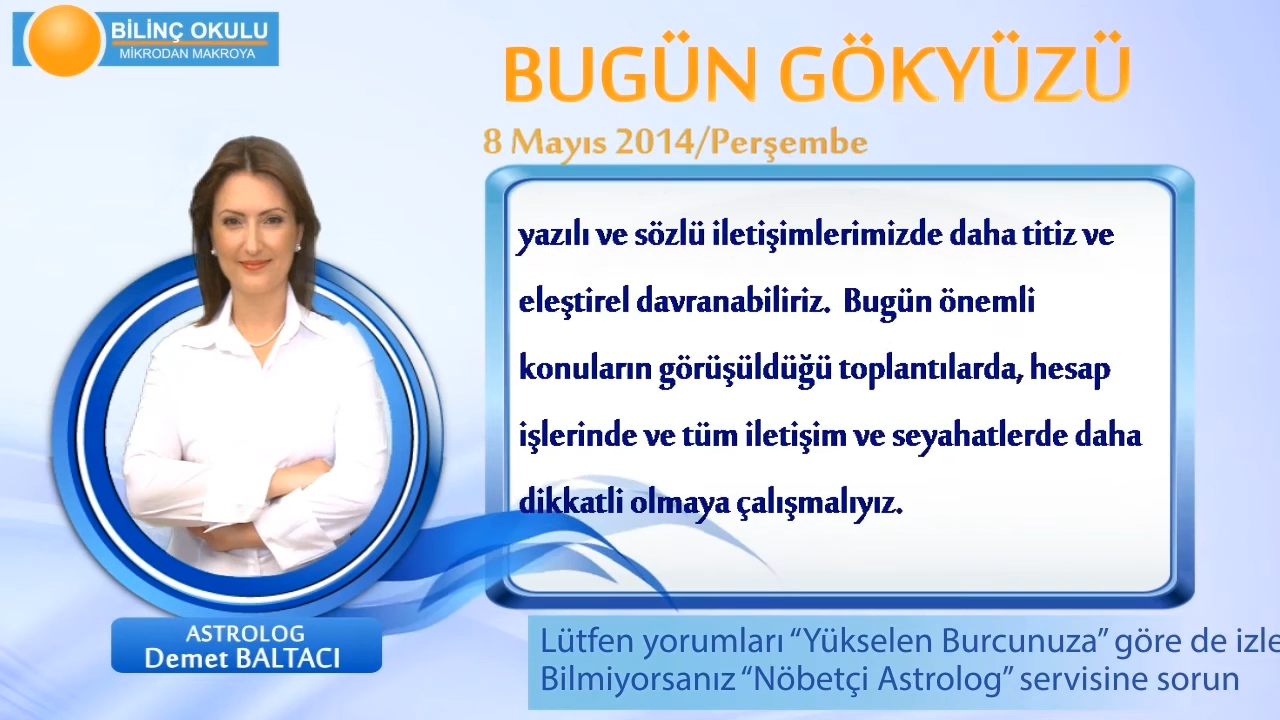 BİLİNÇ OKULU
MİKRODAN MAKROYA
BUGÜN GÖKYÜZÜ
8 Mayıs 2014/Perşembe
yazılı ve sözlü iletişimlerimizde daha titiz ve
eleştirel davranabiliriz.  Bugün önemli
konuların görüşüldüğü toplantılarda, hesap
işlerinde ve tüm iletişim ve seyahatlerde daha
dikkatli olmaya çalışmalıyız.
ASTROLOG
Demet BALTACI
Lütfen yorumları “Yükselen Burcunuza” göre de izle
Bilmiyorsanız “Nöbetçi Astrolog” servisine sorun